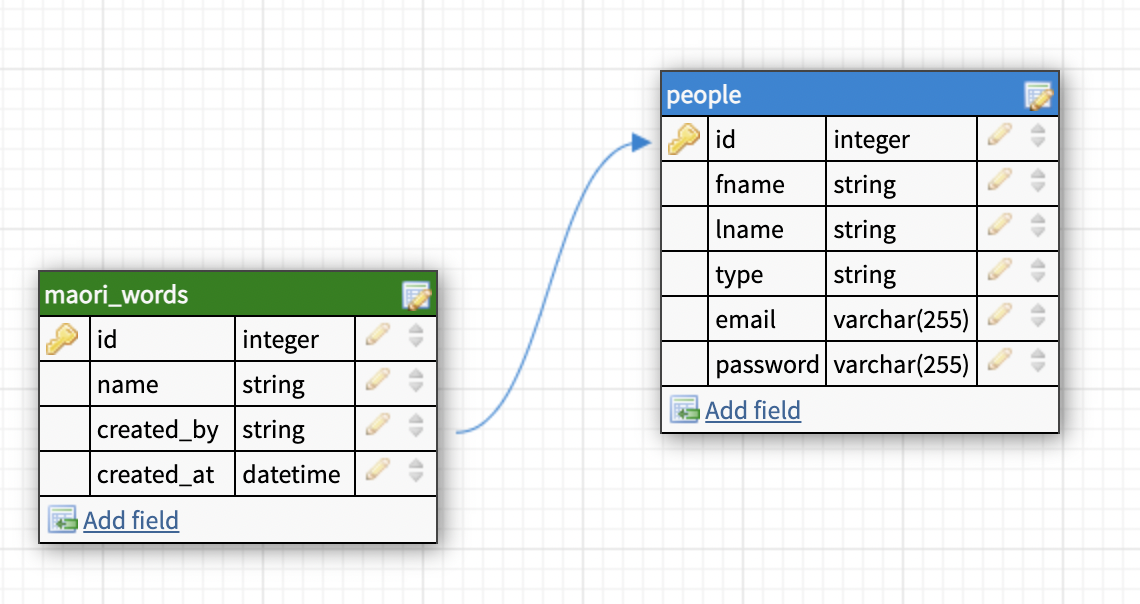 people
id integer
fname string
lname string
type string
email varchar(255)
password varchar(255)
Add field
maori_words
id integer
name string
created_by string
created_at datetime
Add field